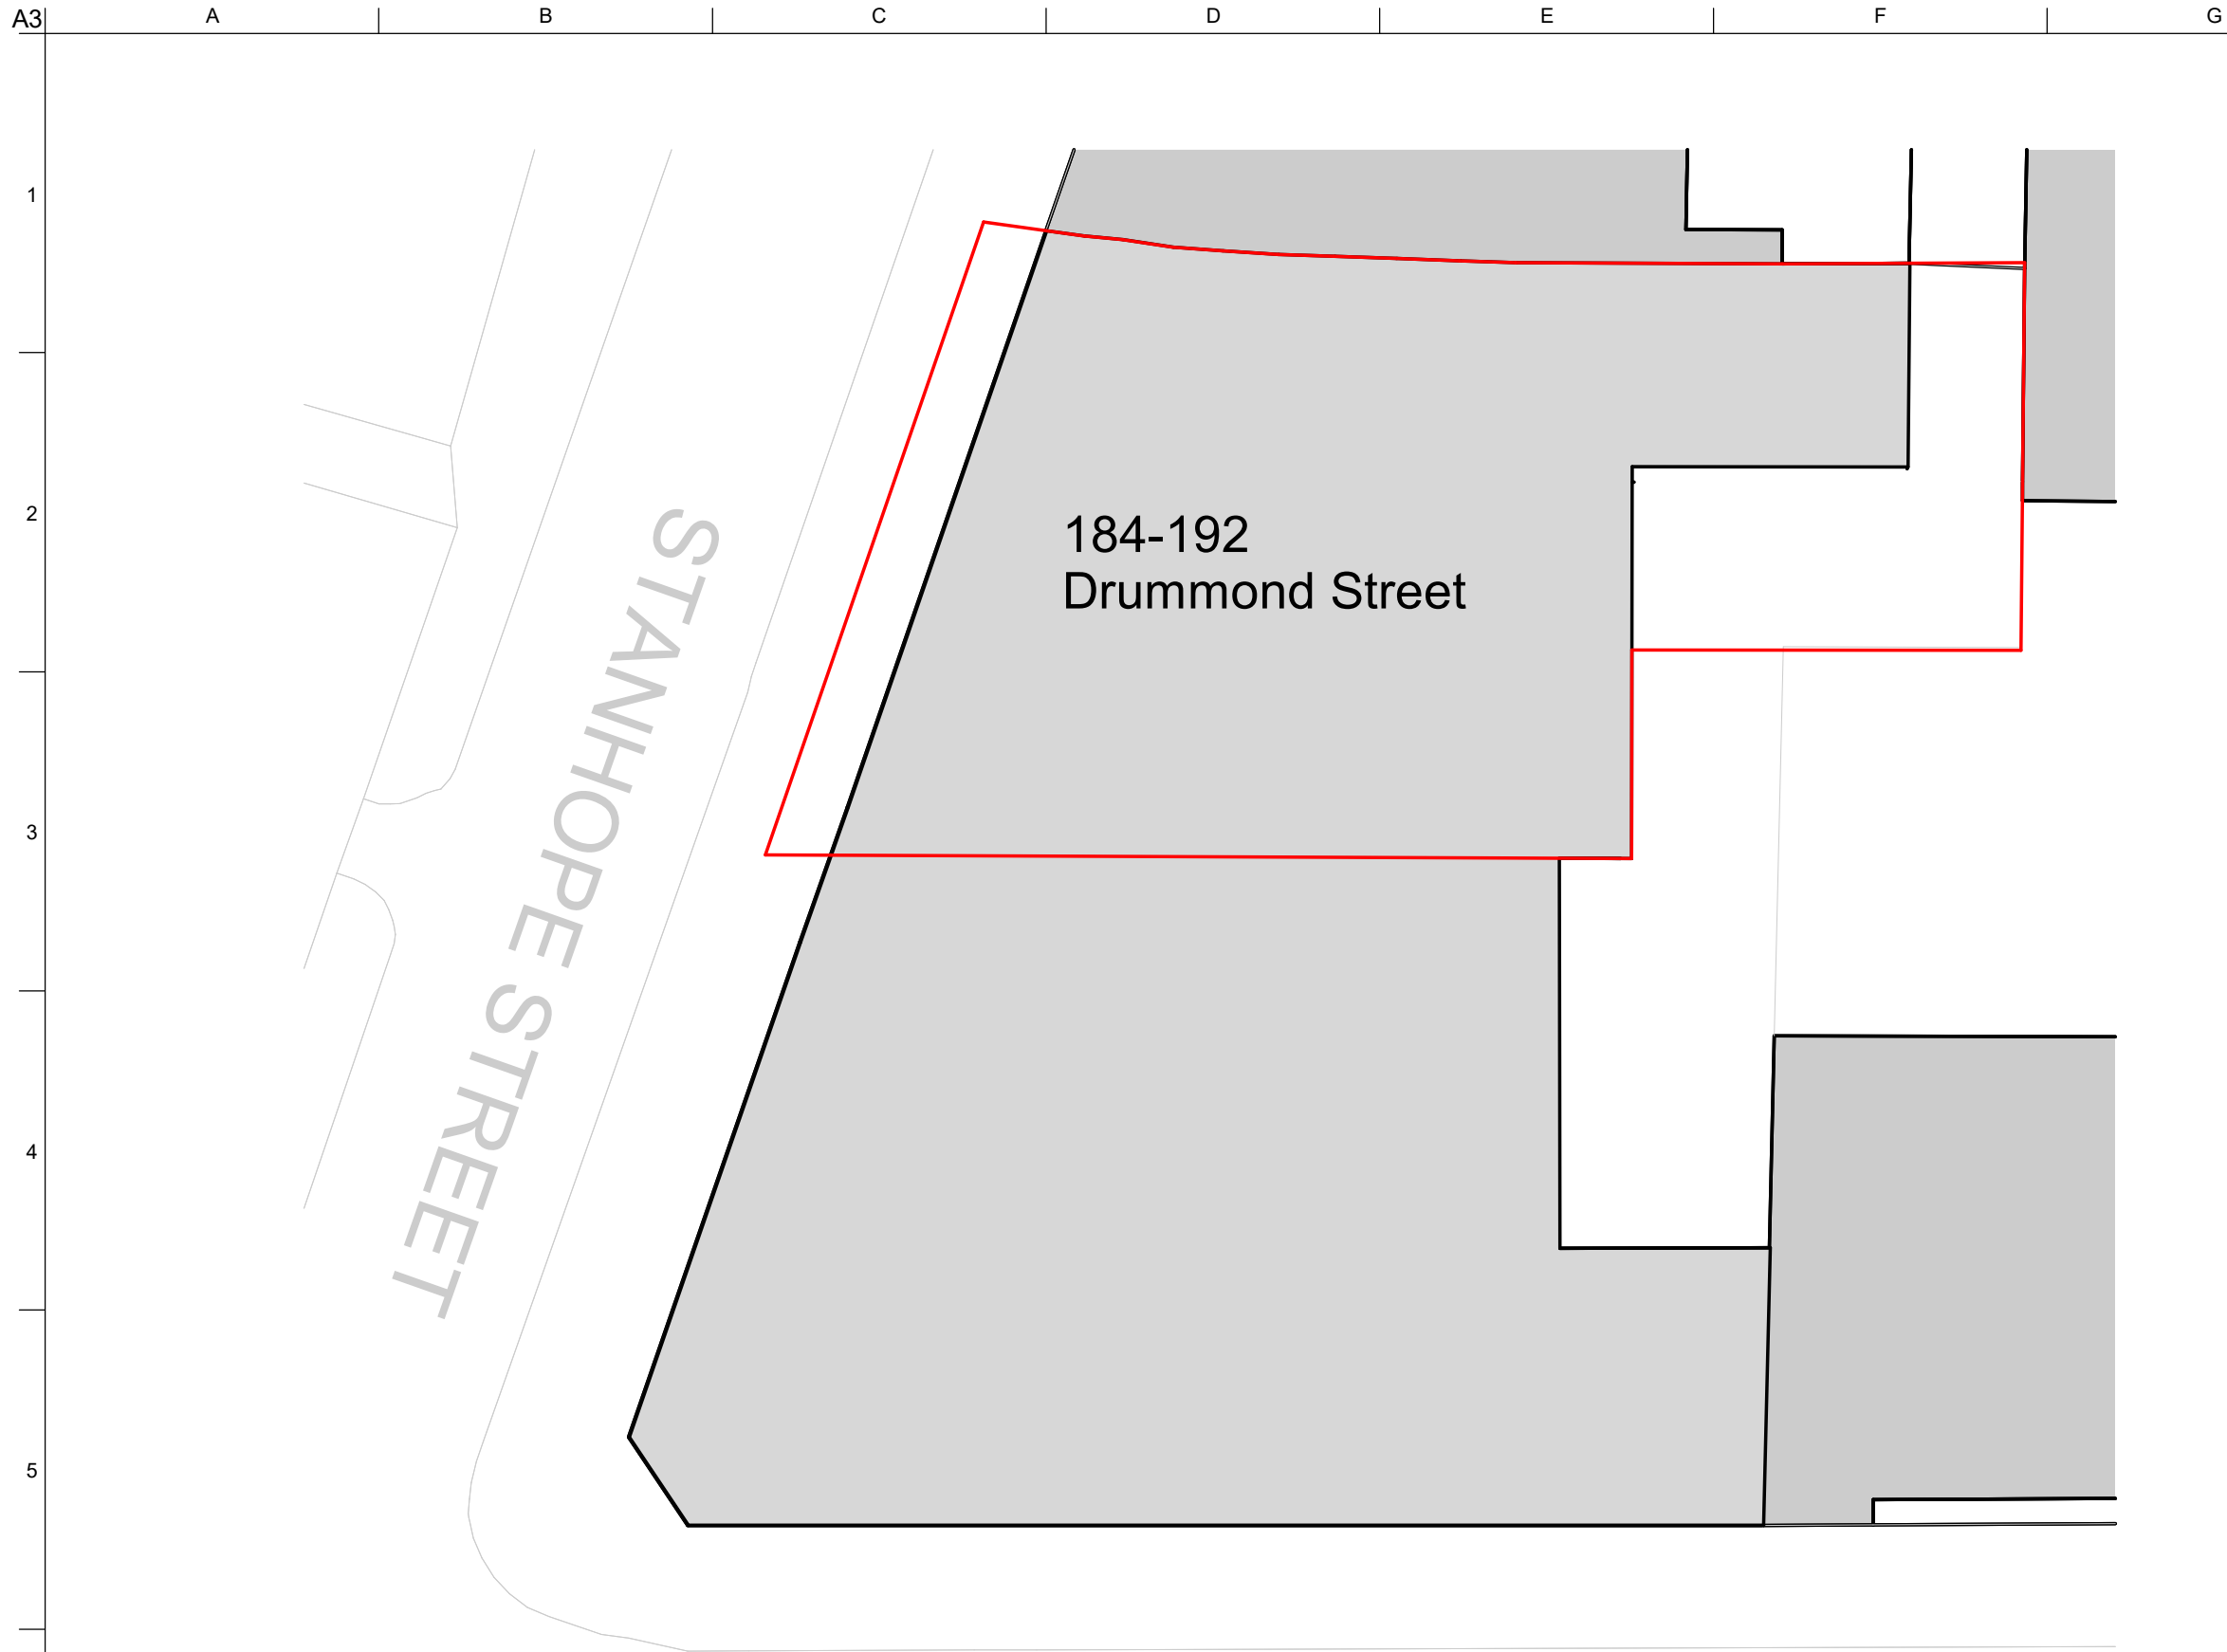 A3
A
B
C
D
E
F
G
1
2
3
4
5
184-192
Drummond Street
STANHOPE STREET